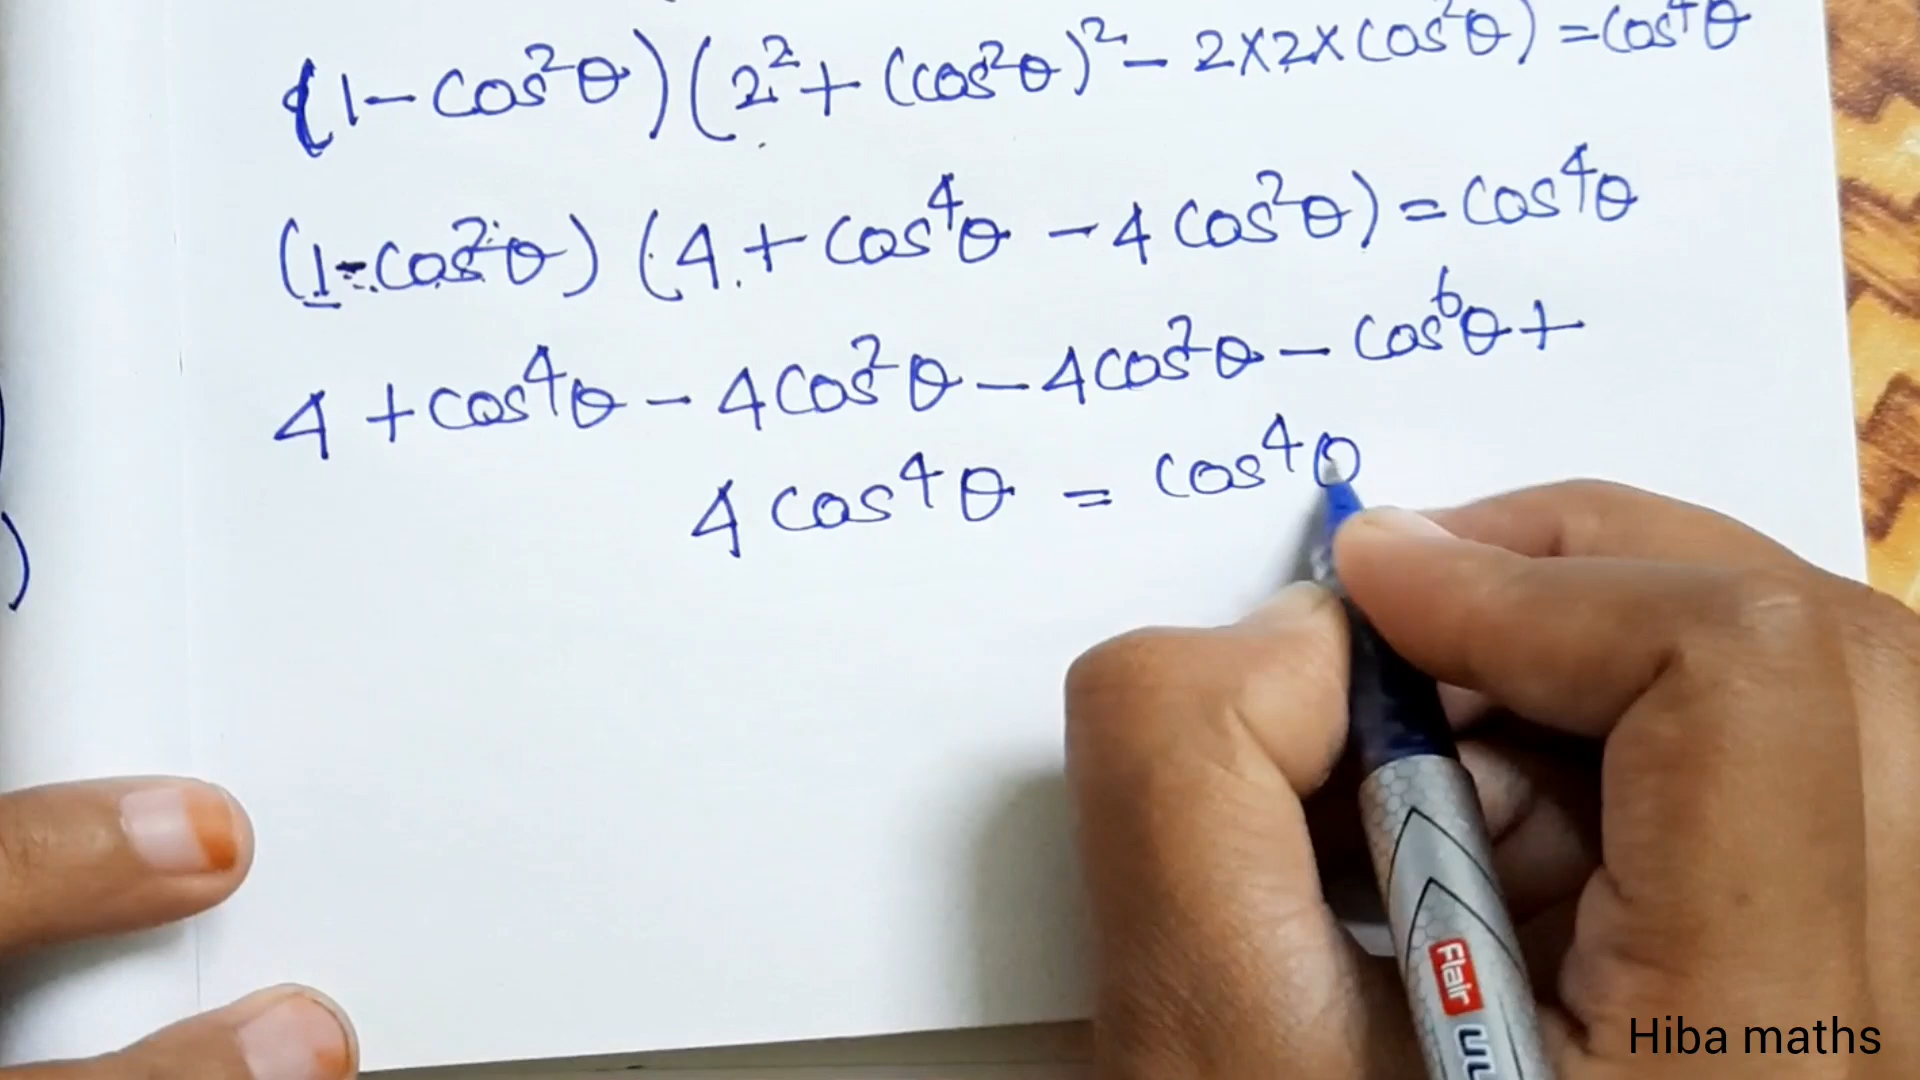 (1-cos²θ)(2²+(cos²θ)²-2×2×cos²θ)=cos⁴θ
(1-cos²θ)(4+cos⁴θ-4cos²θ)=cos⁴θ
4+cos⁴θ-4cos²θ-4cos²θ-cos⁶θ+
4cos⁴θ=cos⁴θ
)
Flair
Hiba maths